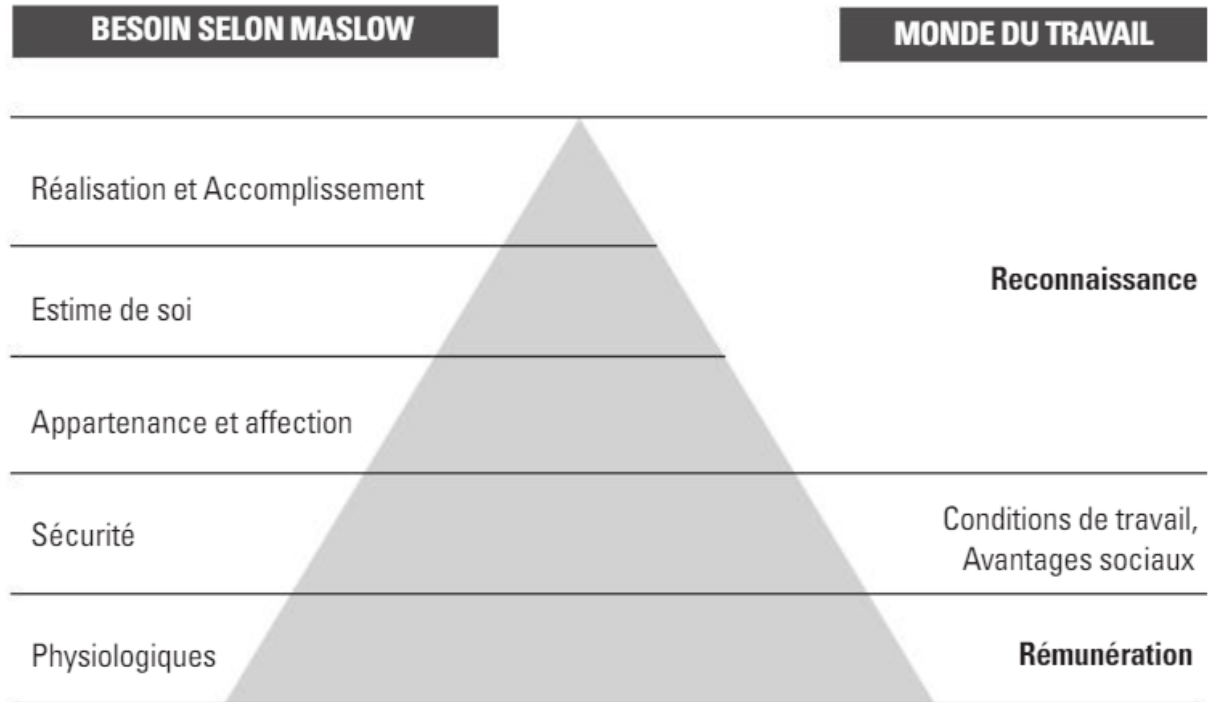 BESOIN SELON MASLOW
MONDE DU TRAVAIL
Réalisation et Accomplissement
Reconnaissance
Estime de soi
Appartenance et affection
Sécurité
Conditions de travail,
Avantages sociaux
Physiologiques
Rémunération